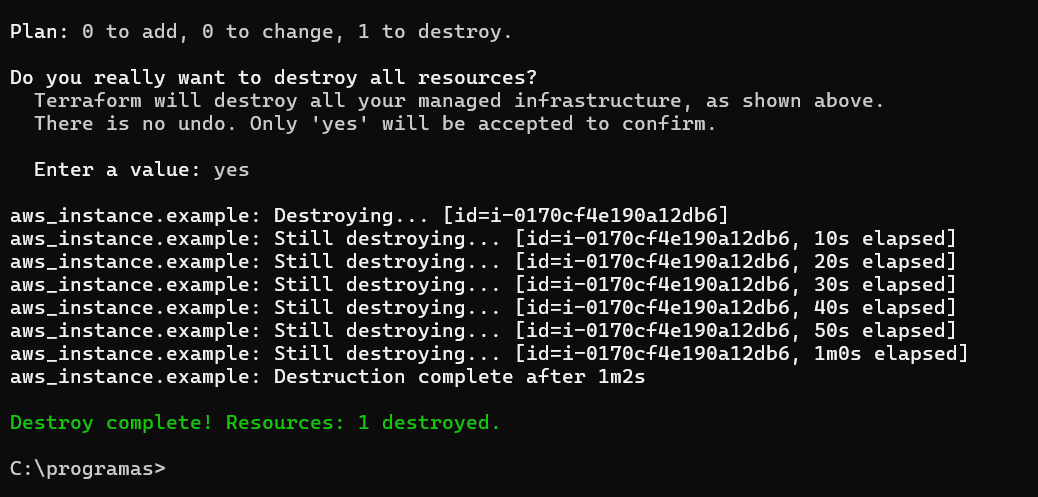 Plan: 0 to add, 0 to change, 1 to destroy.
Do you really want to destroy all resources?
Terraform will destroy all your managed infrastructure, as shown above.
There is no undo. Only 'yes' will be accepted to confirm.
Enter a value: yes
aws_instance.example: Destroying... [id=i-0170cf4e190a12db6]
aws_instance.example: Still destroying... [id=i-0170cf4e190a12db6, 10s elapsed]
aws_instance.example: Still destroying... [id=i-0170cf4e190a12db6, 20s elapsed]
aws_instance.example: Still destroying... [id=i-0170cf4e190a12db6, 30s elapsed]
aws_instance.example: Still destroying... [id=i-0170cf4e190a12db6, 40s elapsed]
aws_instance.example: Still destroying... [id=i-0170cf4e190a12db6, 50s elapsed]
aws_instance.example: Still destroying... [id=i-0170cf4e190a12db6, 1m0s elapsed]
aws_instance.example: Destruction complete after 1m2s
Destroy complete! Resources: 1 destroyed.
C:\programas>